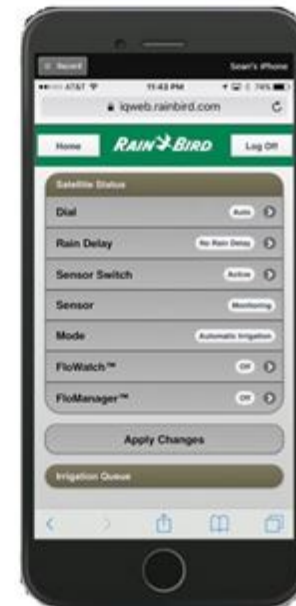 Record Sean's iPhone
AT&T 11:43 PM 74%
iqweb.rainbird.com
Home RAIN BIRD Log Off
Satellite Status
Dial Auto
Rain Delay No Rain Delay
Sensor Switch Active
Sensor Monitoring
Mode Automatic Irrigation
FloWatch™ Off
FloManager™ Off
Apply Changes
Irrigation Queue